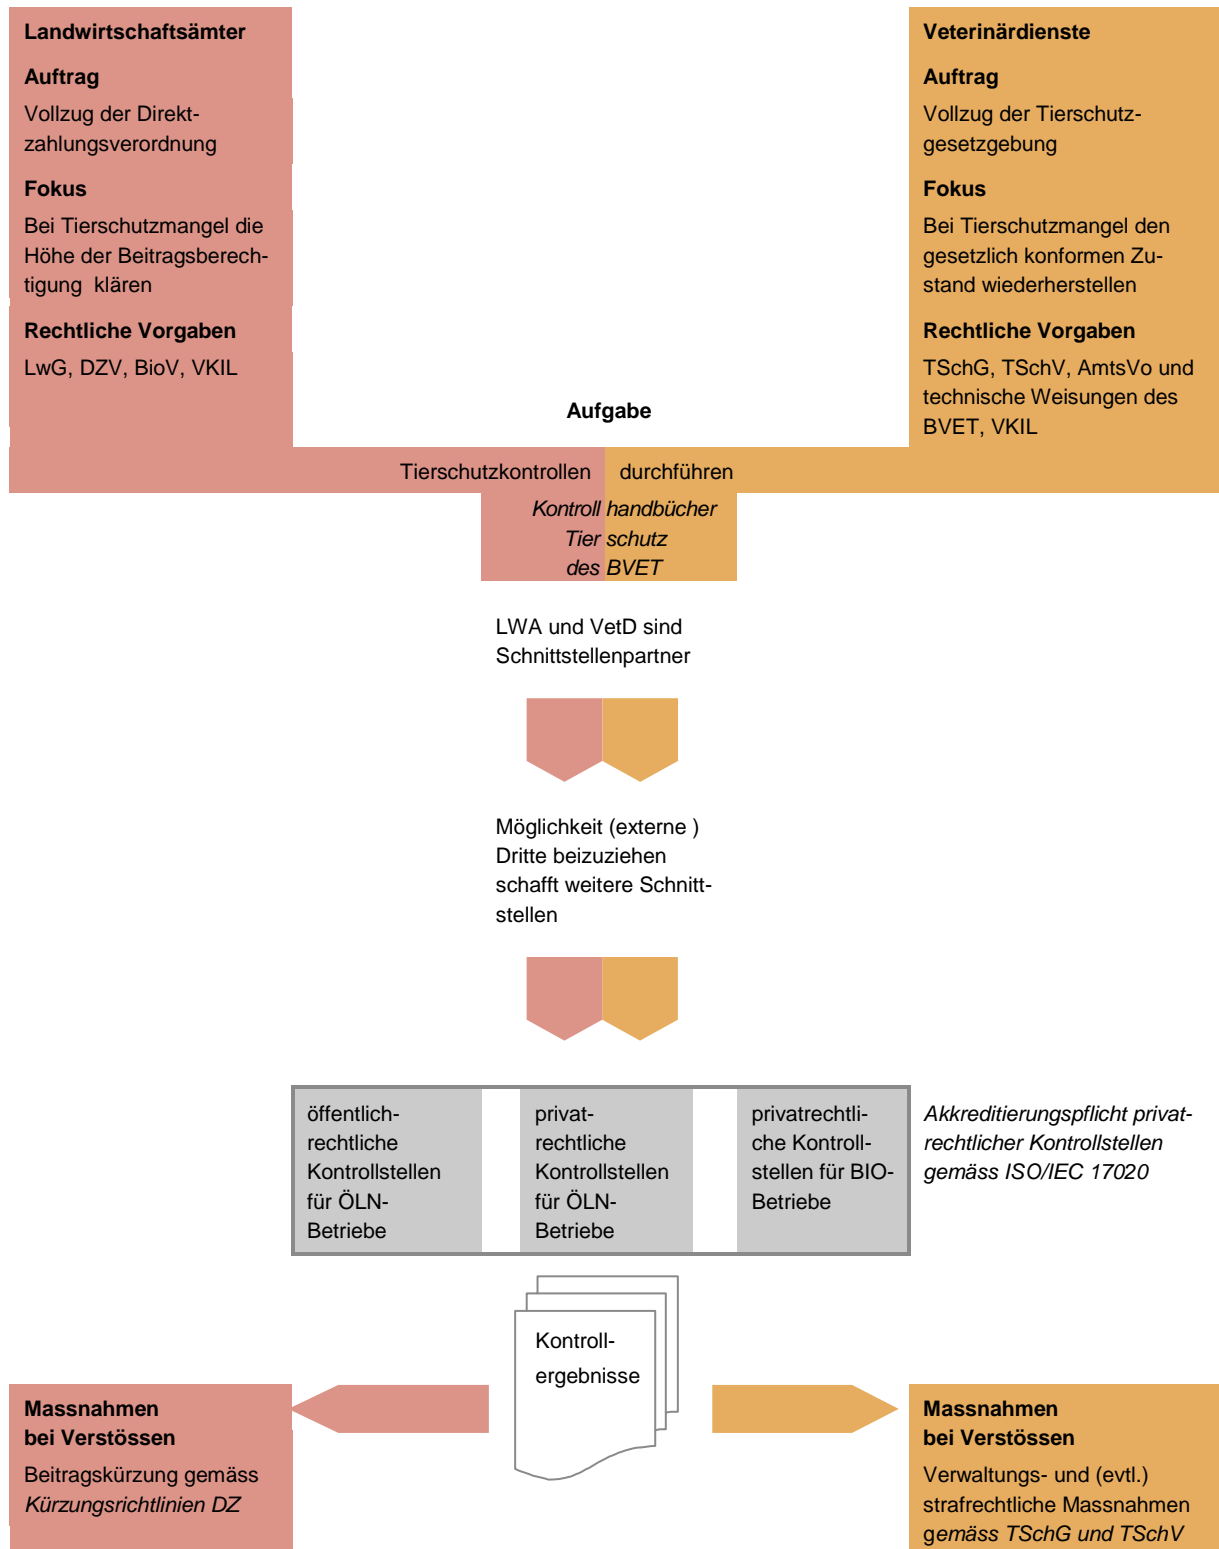 Landwirtschaftsämter
Auftrag
Vollzug der Direkt-
zahlungsverordnung
Fokus
Bei Tierschutzmangel die
Höhe der Beitragsberech-
tigung klären
Rechtliche Vorgaben
LwG, DZV, BioV, VKIL
Veterinärdienste
Auftrag
Vollzug der Tierschutz-
gesetzgebung
Fokus
Bei Tierschutzmangel den
gesetzlich konformen Zu-
stand wiederherstellen
Rechtliche Vorgaben
TSchG, TSchV, AmtsVo und
technische Weisungen des
BVET, VKIL
Aufgabe
Tierschutzkontrollen durchführen
Kontroll handbücher
Tier schutz
des BVET
LWA und VetD sind
Schnittstellenpartner
Möglichkeit (externe )
Dritte beizuziehen
schafft weitere Schnitt-
stellen
öffentlich-
rechtliche
Kontrollstellen
für ÖLN-
Betriebe
privat-
rechtliche
Kontrollstellen
für ÖLN-
Betriebe
privatrechtli-
che Kontroll-
stellen für BIO-
Betriebe
Akkreditierungspflicht privat-
rechtlicher Kontrollstellen
gemäss ISO/IEC 17020
Kontroll-
ergebnisse
Massnahmen
bei Verstössen
Beitragskürzung gemäss
Kürzungsrichtlinien DZ
Massnahmen
bei Verstössen
Verwaltungs- und (evtl.)
strafrechtliche Massnahmen
gemäss TSchG und TSchV